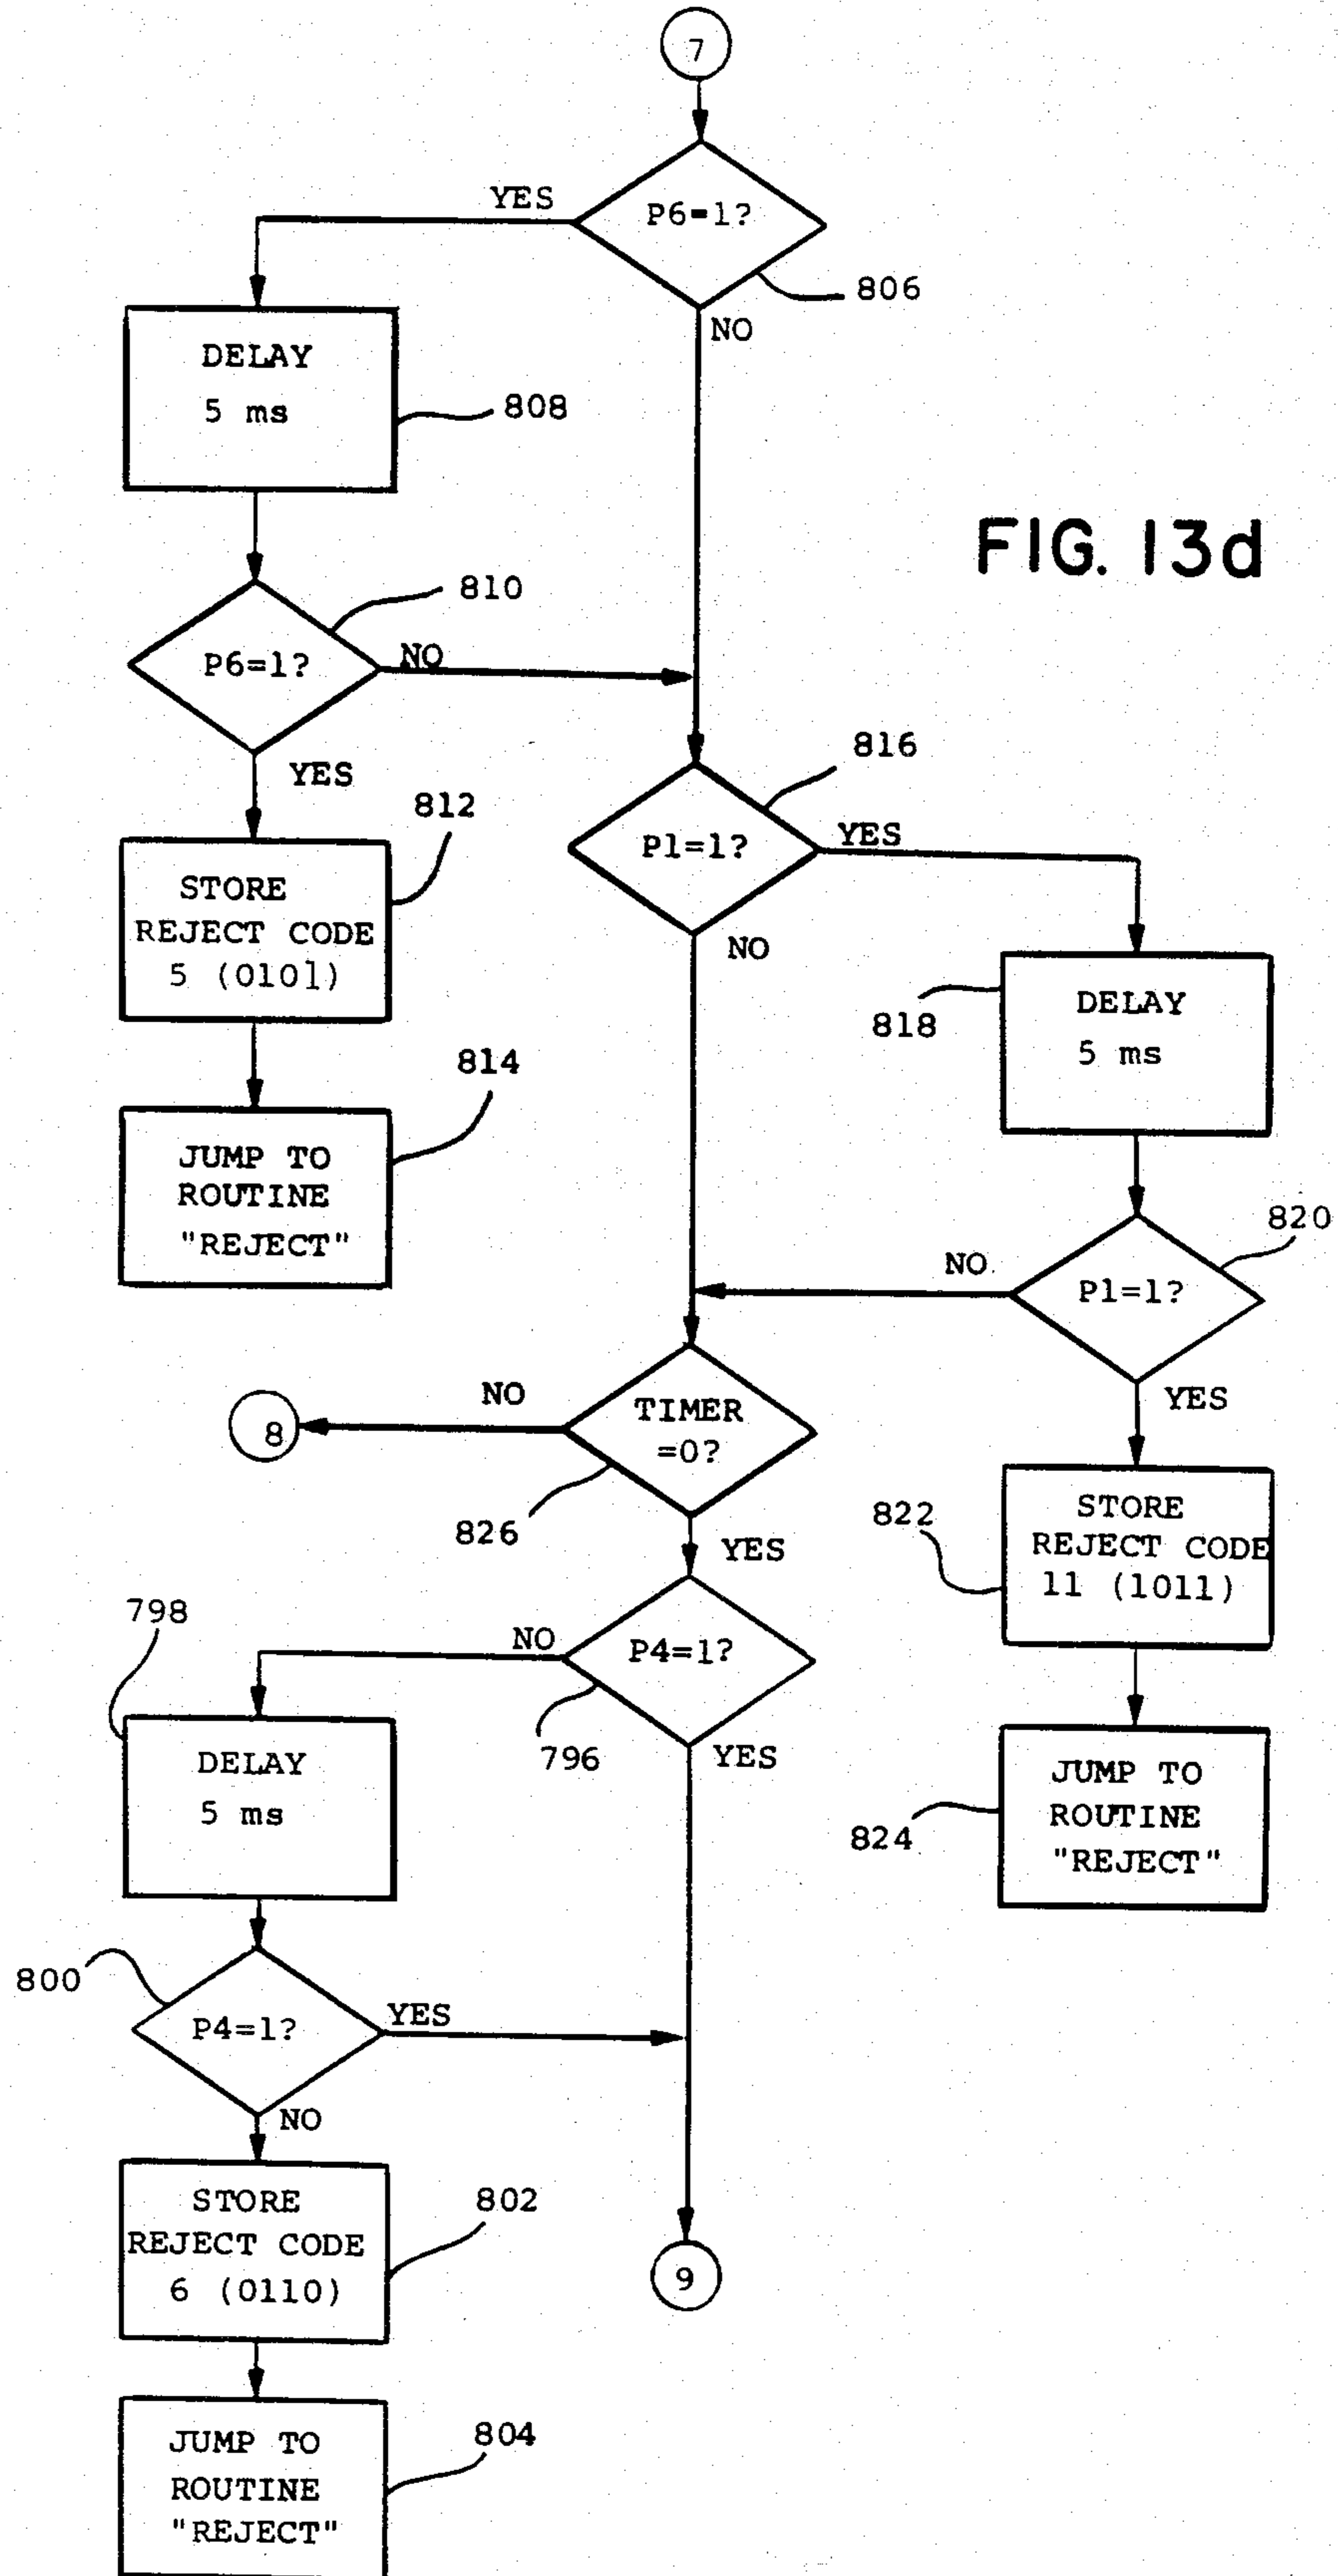 7
P6=1?
YES
806
NO
DELAY
5 ms
808
FIG. 13d
810
P6=1?
NO
YES
812
STORE
REJECT CODE
5 (0101)
814
JUMP TO
ROUTINE
"REJECT"
816
P1=1?
YES
NO
818
DELAY
5 ms
820
P1=1?
NO
YES
822
STORE
REJECT CODE
11 (1011)
824
JUMP TO
ROUTINE
"REJECT"
TIMER
=0?
NO
8
826
YES
P4=1?
NO
796
YES
798
DELAY
5 ms
800
P4=1?
YES
NO
802
STORE
REJECT CODE
6 (0110)
9
804
JUMP TO
ROUTINE
"REJECT"